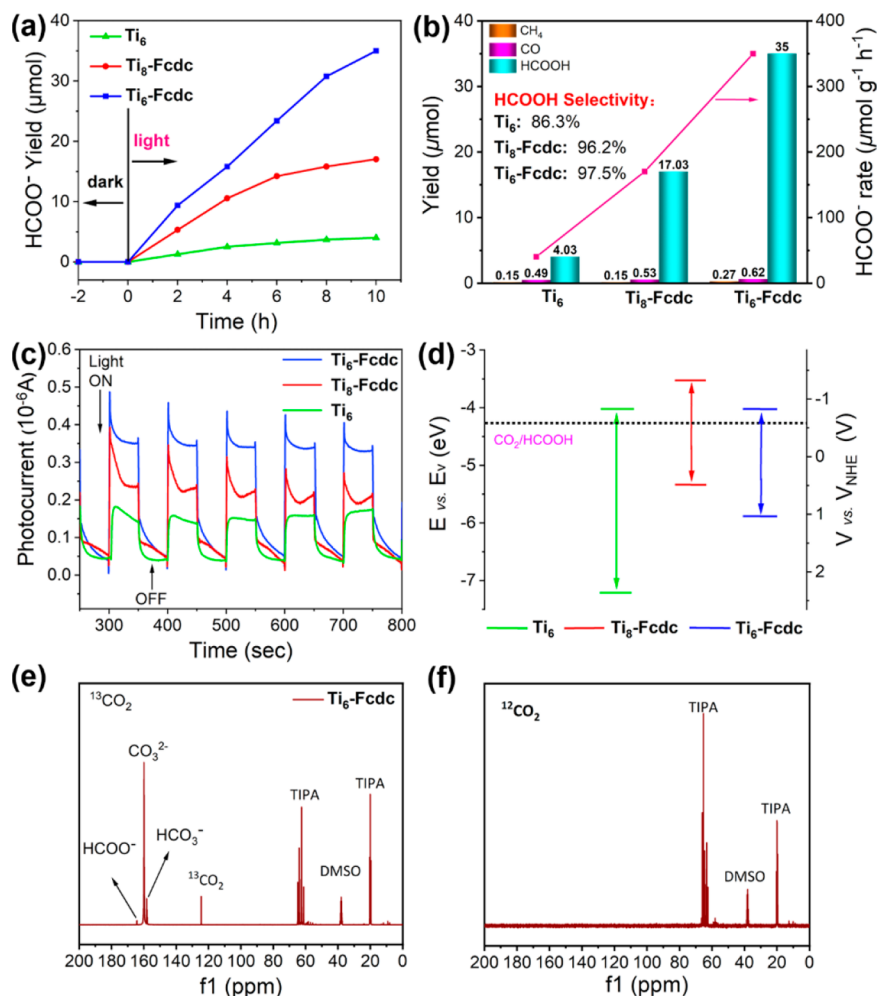 (a)
Ti6
Ti8-Fcdc
Ti6-Fcdc
light
dark
HCOO⁻ Yield (μmol)
40
30
20
10
0
-2 0 2 4 6 8 10
Time (h)
(b)
CH4
CO
HCOOH
HCOOH Selectivity:
Ti6: 86.3%
Ti8-Fcdc: 96.2%
Ti6-Fcdc: 97.5%
0.15 0.49 4.03
0.15 0.53 17.03
0.27 0.62 35
Yield (μmol)
40
30
20
10
0
Ti6 Ti8-Fcdc Ti6-Fcdc
400
300
200
100
0
HCOO⁻ rate (μmol g⁻¹ h⁻¹)
(c)
Light
ON
OFF
Ti6-Fcdc
Ti8-Fcdc
Ti6
Photocurrent (10⁻⁶A)
0.6
0.5
0.4
0.3
0.2
0.1
0.0
300 400 500 600 700 800
Time (sec)
(d)
CO2/HCOOH
E vs. Ev (eV)
-3
-4
-5
-6
-7
-1
0
1
2
V vs. VNHE (V)
Ti6 Ti8-Fcdc Ti6-Fcdc
(e)
¹³CO2
Ti6-Fcdc
CO3²⁻
HCOO⁻
HCO3⁻
¹³CO2
TIPA
DMSO
TIPA
200 180 160 140 120 100 80 60 40 20 0
f1 (ppm)
(f)
¹²CO2
TIPA
DMSO
TIPA
200 180 160 140 120 100 80 60 40 20 0
f1 (ppm)